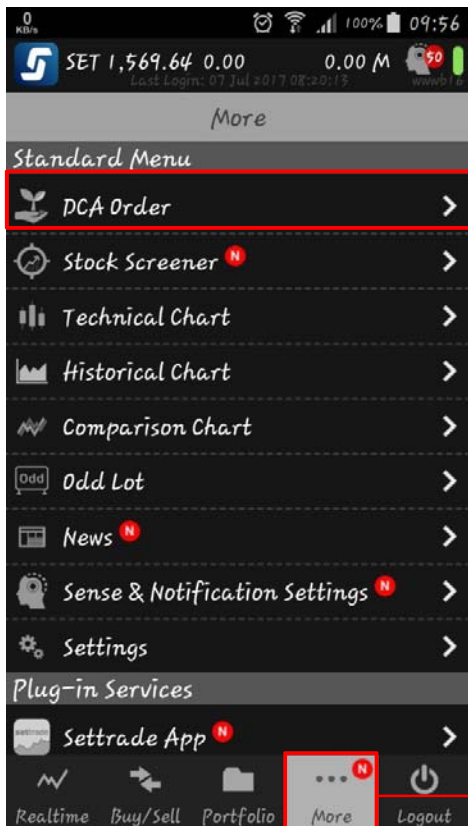 0
KB/s
100% 09:56
SET 1,569.64 0.00 0.00 M 50
Last Login: 07 Jul 2017 08:20:13 wwwb16
More
Standard Menu
DCA Order
Stock Screener N
Technical Chart
Historical Chart
Comparison Chart
Odd Odd Lot
News N
Sense & Notification Settings N
Settings
Plug-in Services
settrade Settrade App N
N
Realtime Buy/Sell Portfolio More Logout